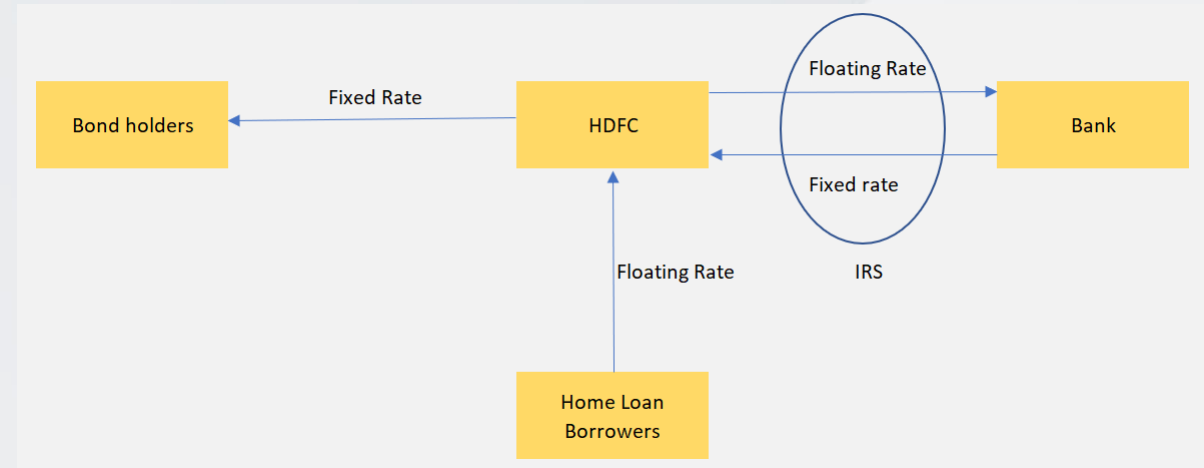 Floating Rate
Fixed Rate
Bond holders
HDFC
Bank
Fixed rate
Floating Rate
IRS
Home Loan
Borrowers